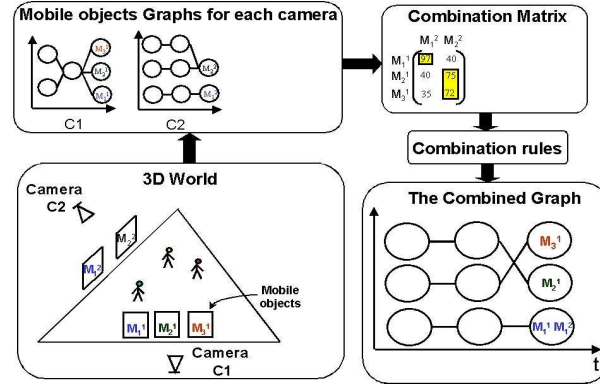 Mobile objects Graphs for each camera
M₃¹
M₂¹
M₁¹
C1
M₂²
M₁²
C2
Combination Matrix
M₁² M₂²
M₁¹ 97 40
M₂¹ 40 75
M₃¹ 35 72
Combination rules
3D World
Camera
C2
M₂²
M₁²
Mobile
objects
M₁¹ M₂¹ M₃¹
Camera
C1
The Combined Graph
M₃¹
M₂¹
M₁¹ M₁²
t